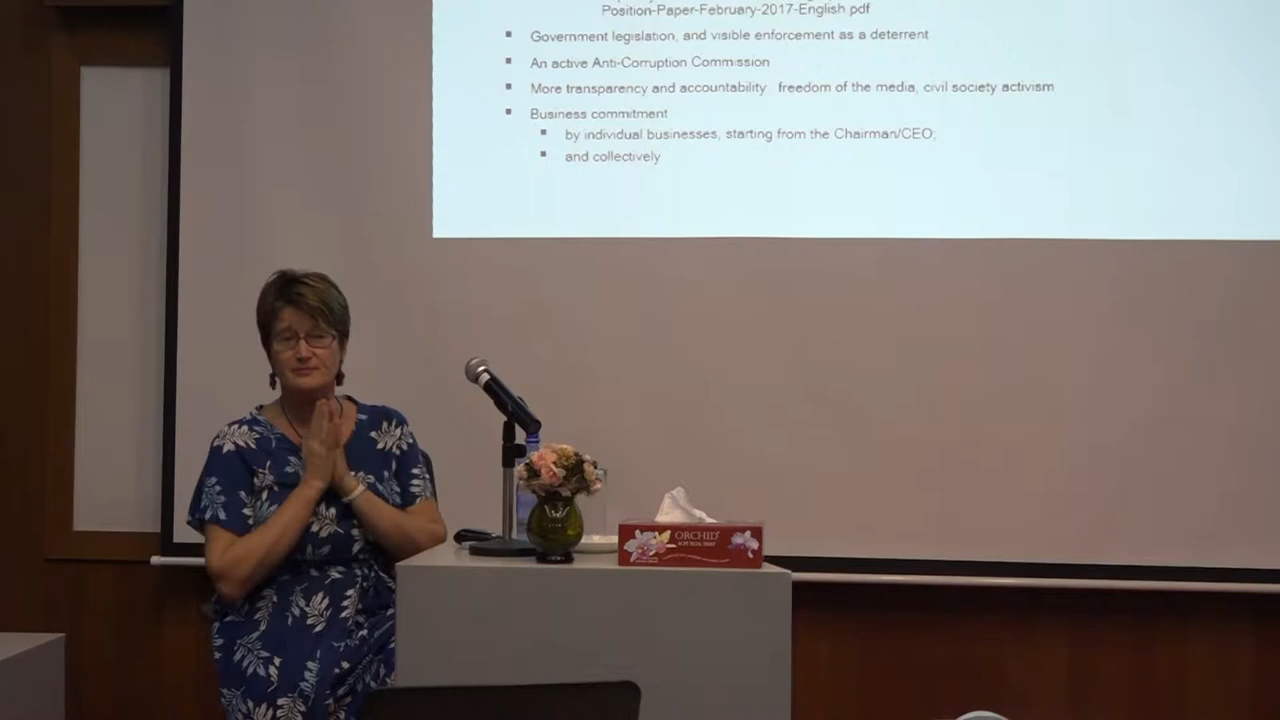 Position-Paper-February-2017-English pdf
Government legislation, and visible enforcement as a deterrent
An active Anti-Corruption Commission
More transparency and accountability freedom of the media, civil society activism
Business commitment
by individual businesses, starting from the Chairman/CEO;
and collectively
ORCHID